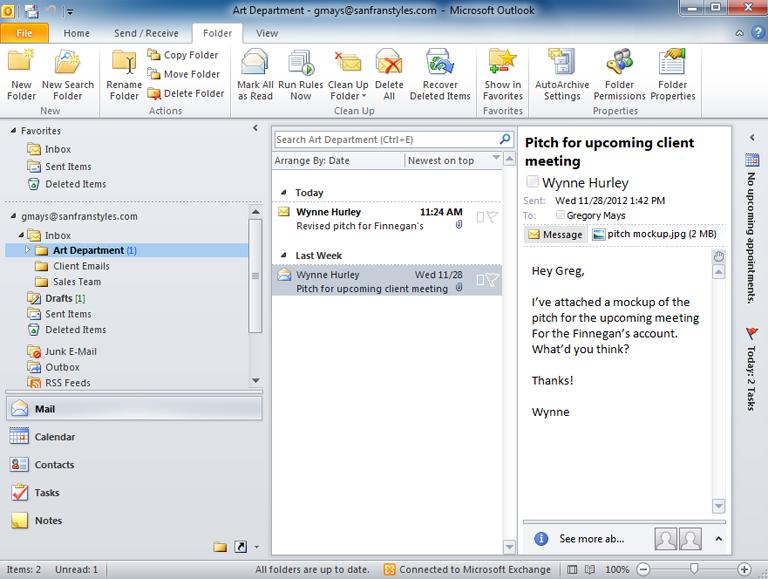 Art Department - gmays@sanfranstyles.com - Microsoft Outlook
File Home Send / Receive Folder View
New Folder
New Search Folder
New
Rename Folder
Copy Folder
Move Folder
Delete Folder
Actions
Mark All as Read
Run Rules Now
Clean Up Folder
Delete All
Recover Deleted Items
Clean Up
Show in Favorites
Favorites
AutoArchive Settings
Folder Permissions
Folder Properties
Properties
Favorites
Inbox
Sent Items
Deleted Items
gmays@sanfranstyles.com
Inbox
Art Department (1)
Client Emails
Sales Team
Drafts [1]
Sent Items
Deleted Items
Junk E-Mail
Outbox
RSS Feeds
Mail
Calendar
Contacts
Tasks
Notes
Search Art Department (Ctrl+E)
Arrange By: Date Newest on top
Today
Wynne Hurley 11:24 AM
Revised pitch for Finnegan's
Last Week
Wynne Hurley Wed 11/28
Pitch for upcoming client meeting
Pitch for upcoming client
meeting
Wynne Hurley
Sent: Wed 11/28/2012 1:42 PM
To: Gregory Mays
Message pitch mockup.jpg (2 MB)
Hey Greg,
I've attached a mockup of the
pitch for the upcoming meeting
For the Finnegan's account.
What'd you think?
Thanks!
Wynne
See more ab...
No upcoming appointments.
Today: 2 Tasks
Items: 2 Unread: 1 All folders are up to date. Connected to Microsoft Exchange 100%